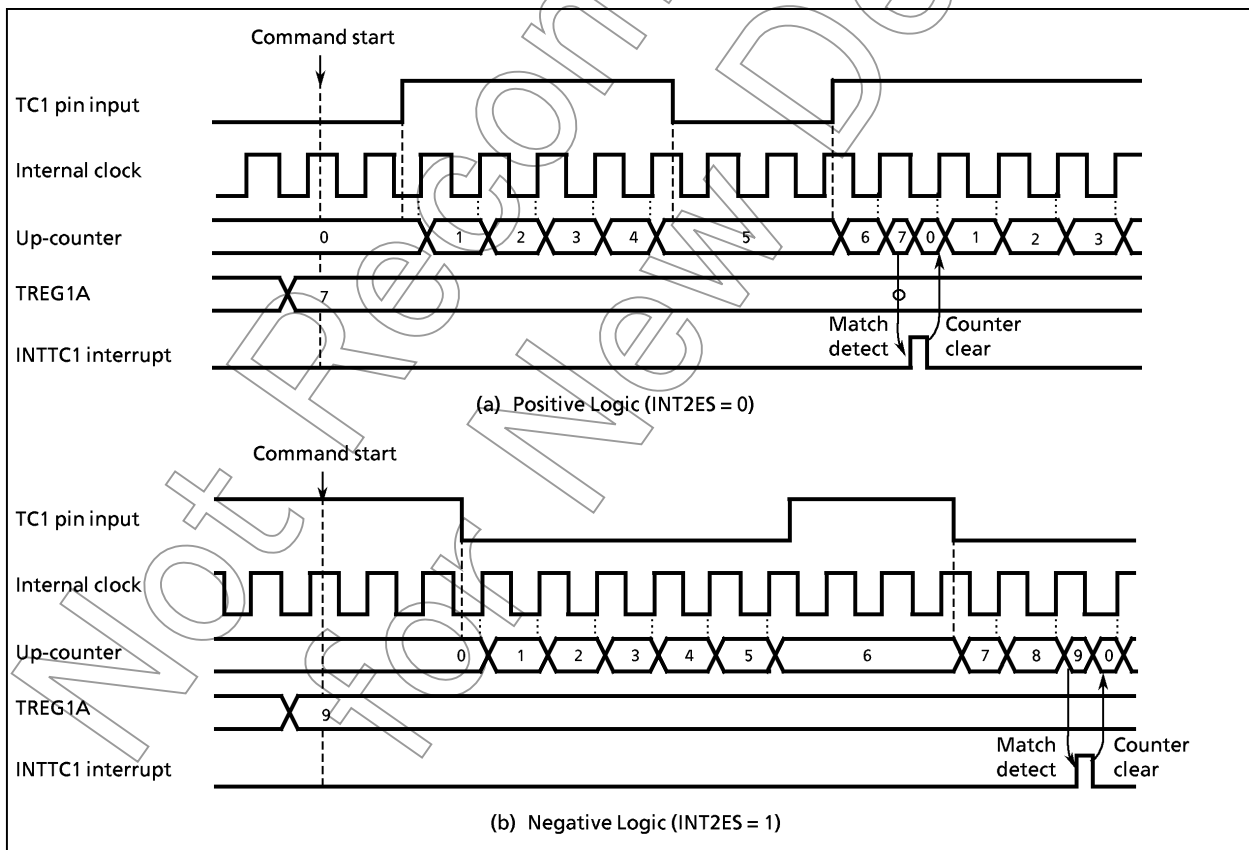 Command start
TC1 pin input
Internal clock
Up-counter
0 1 2 3 4 5 6 7 0 1 2 3
TREG1A
7
Match detect
Counter clear
INTTC1 interrupt
(a) Positive Logic (INT2ES = 0)
Command start
TC1 pin input
Internal clock
Up-counter
0 1 2 3 4 5 6 7 8 9 0
TREG1A
9
Match detect
Counter clear
INTTC1 interrupt
(b) Negative Logic (INT2ES = 1)
Not Recom
for New De